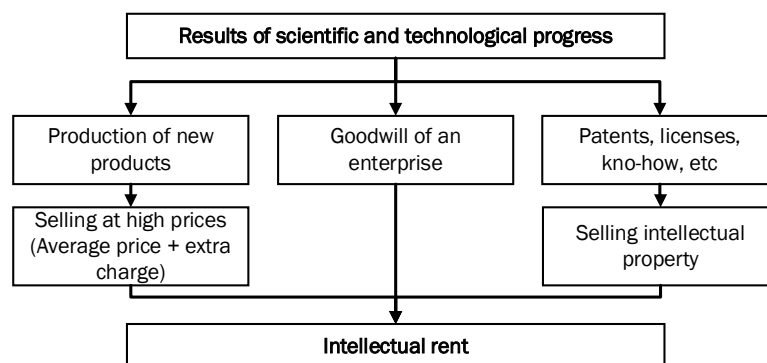 Results of scientific and technological progress
Production of new
products
Goodwill of an
enterprise
Patents, licenses,
kno-how, etc
Selling at high prices
(Average price + extra
charge)
Selling intellectual
property
Intellectual rent